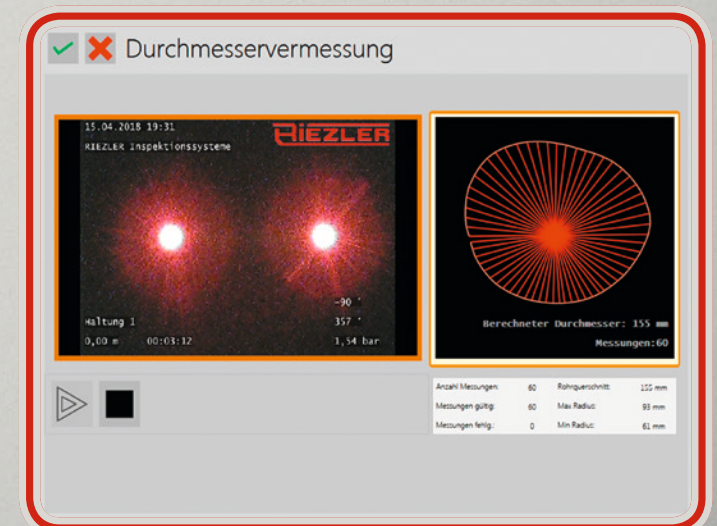 Durchmesservermessung
15.04.2018 19:31
RIEZLER
RIEZLER Inspektionssysteme
-90 °
Haltung 1 357 °
0,00 m 00:03:12 1,54 bar
Berechneter Durchmesser: 155 mm
Messungen:60
Anzahl Messungen: 60 Rohrquerschnitt: 155 mm
Messungen gültig: 60 Max Radius: 93 mm
Messungen fehlg.: 0 Min Radius: 61 mm